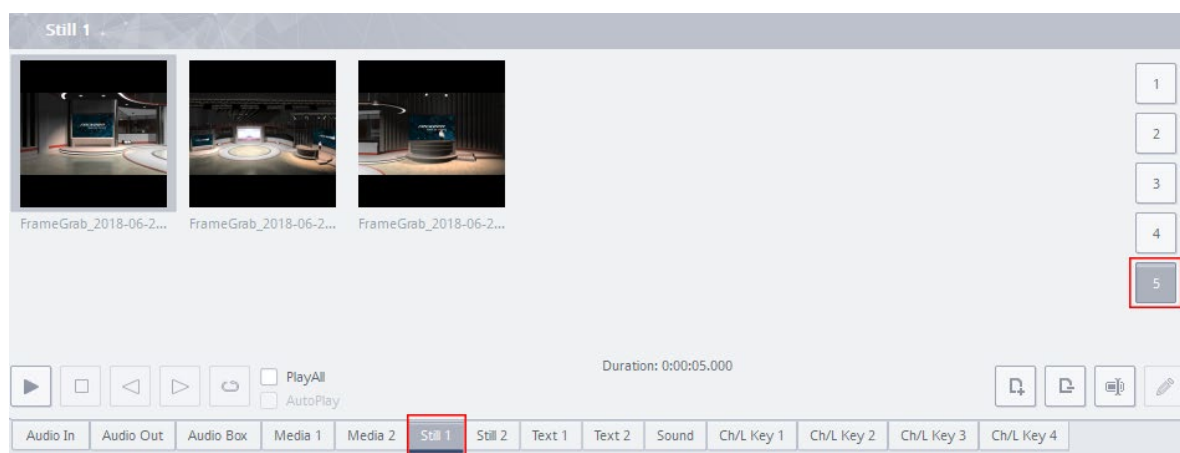 Still 1
1
2
3
4
5
FrameGrab_2018-06-2...
FrameGrab_2018-06-2...
FrameGrab_2018-06-2...
Duration: 0:00:05.000
PlayAll
AutoPlay
Audio In
Audio Out
Audio Box
Media 1
Media 2
Still 1
Still 2
Text 1
Text 2
Sound
Ch/L Key 1
Ch/L Key 2
Ch/L Key 3
Ch/L Key 4